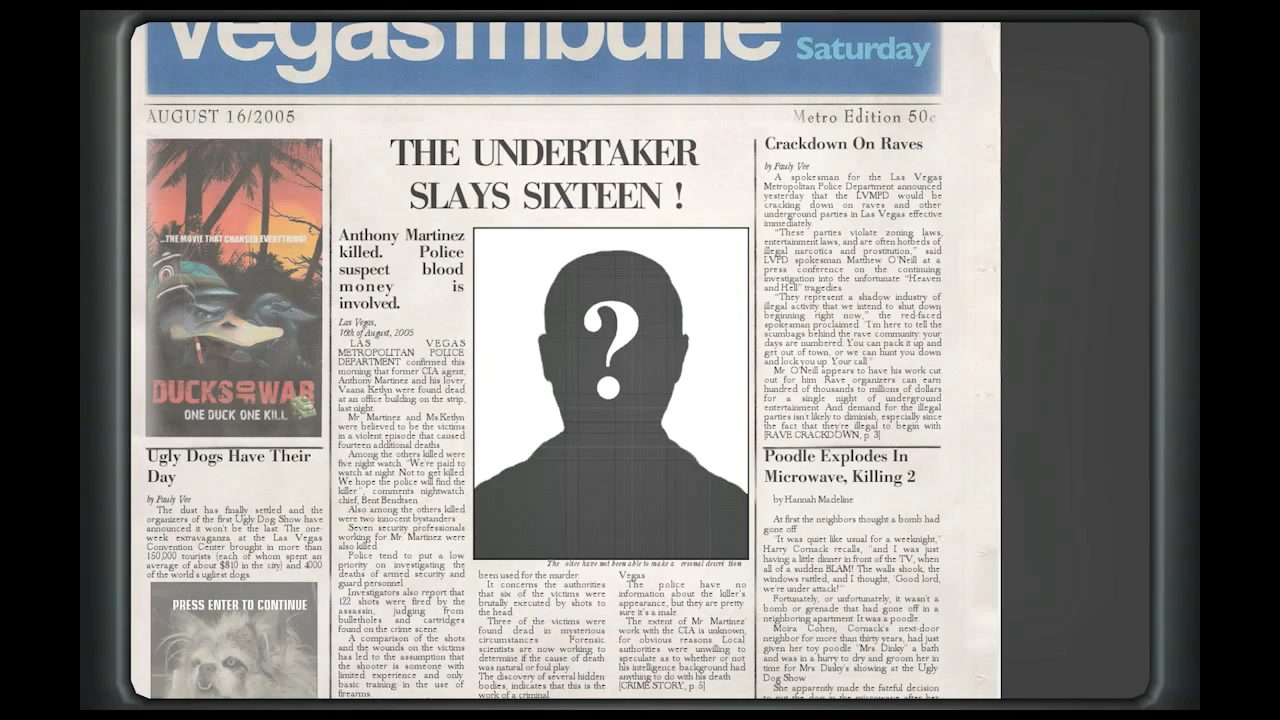 Vegas Tribune Saturday
AUGUST 16/2005
Metro Edition 50c
...THE MOVIE THAT CHANGED EVERYTHING!
DUCKS OF WAR
ONE DUCK ONE KILL
Ugly Dogs Have Their
Day
by Pauly Vee
The dust has finally settled and the
organizers of the first Ugly Dog Show have
announced it won't be the last. The one-
week extravaganza at the Las Vegas
Convention Center brought in more than
150,000 tourists (each of whom spent an
average of about $810 in the city) and 4000
of the world's ugliest dogs.
PRESS ENTER TO CONTINUE
THE UNDERTAKER
SLAYS SIXTEEN !
Anthony Martinez
killed. Police
suspect blood
money is
involved.
Las Vegas,
16th of August, 2005
LAS VEGAS
METROPOLITAN POLICE
DEPARTMENT confirmed this
morning that former CIA agent,
Anthony Martinez and his lover,
Vaana Ketlyn were found dead
at an office building on the strip,
last night.
Mr. Martinez and Ms.Ketlyn
were believed to be the victims
in a violent episode that caused
fourteen additional deaths.
Among the others killed were
five night watch. "We're paid to
watch at night. Not to get killed.
We hope the police will find the
killer", comments nightwatch
chief, Bent Bendtsen.
Also among the others killed
were two innocent bystanders
Seven security professionals
working for Mr. Martinez were
also killed.
Police tend to put a low
priority on investigating the
deaths of armed security and
guard personnel.
Investigators also report that
122 shots were fired by the
assassin, judging from
bulletholes and cartridges
found on the crime scene.
A comparison of the shots
and the wounds on the victims
has led to the assumption that
the shooter is someone with
limited experience and only
basic training in the use of
firearms
?
have not been able to make a
been used for the murder.
It concerns the authorities
that six of the victims were
brutally executed by shots to
the head.
Three of the victims were
found dead in mysterious
circumstances. Forensic
scientists are now working to
determine if the cause of death
was natural or foul play.
The discovery of several hidden
bodies, indicates that this is the
work of a criminal
Vegas
The police have no
information about the killer's
appearance, but they are pretty
sure it's a male.
The extent of Mr. Martinez'
work with the CIA is unknown,
for obvious reasons. Local
authorities were unwilling to
speculate as to whether or not
his intelligence background had
anything to do with his death.
[CRIME STORY, p. 5]
Crackdown On Raves
by Pauly Vee
A spokesman for the Las Vegas
Metropolitan Police Department announced
yesterday that the LVMPD would be
cracking down on raves and other
underground parties in Las Vegas effective
immediately.
"These parties violate zoning laws,
entertainment laws, and are often hotbeds of
illegal narcotics and prostitution," said
LVPD spokesman Matthew O'Neill at a
press conference on the continuing
investigation into the unfortunate "Heaven
and Hell" tragedies.
"They represent a shadow industry of
illegal activity that we intend to shut down
beginning right now," the red-faced
spokesman proclaimed. "I'm here to tell the
scumbags behind the rave community: your
days are numbered. You can pack it up and
get out of town, or we can hunt you down
and lock you up. Your call."
Mr. O'Neill appears to have his work cut
out for him. Rave organizers can earn
hundred of thousands to millions of dollars
for a single night of underground
entertainment. And demand for the illegal
parties isn't likely to diminish, especially since
the fact that they're illegal to begin with
[RAVE CRACKDOWN, p. 3]
Poodle Explodes In
Microwave, Killing 2
by Hannah Madeline
At first the neighbors thought a bomb had
gone off.
"It was quiet like usual for a weeknight,"
Harry Cornack recalls, "and I was just
having a little dinner in front of the TV, when
all of a sudden BLAM! The walls shook, the
windows rattled, and I thought, 'Good lord,
we're under attack!'"
Fortunately, or unfortunately, it wasn't a
bomb or grenade that had gone off in a
neighboring apartment. It was a poodle.
Moira Cohen, Cornack's next-door
neighbor for more than thirty years, had just
given her toy poodle "Mrs. Dinky" a bath
and was in a hurry to dry and groom her in
time for Mrs. Dinky's showing at the Ugly
Dog Show.
She apparently made the fateful decision
to put the dog in the microwave after her